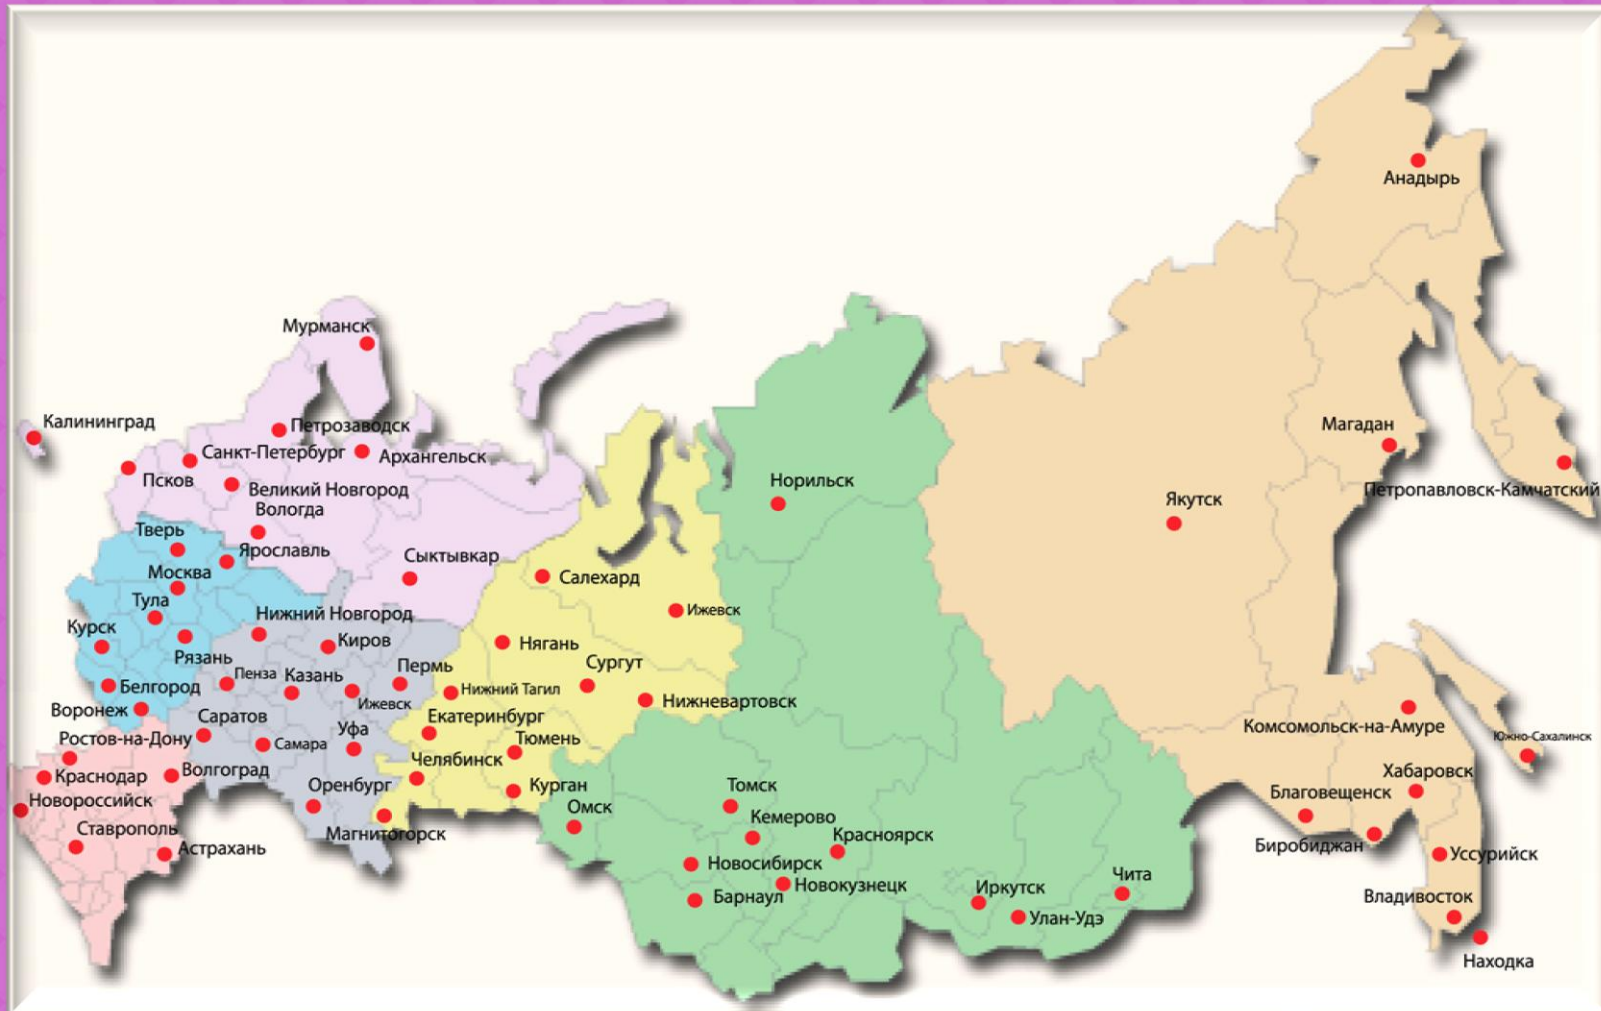 Анадырь
Мурманск
Калининград
Петрозаводск
Магадан
Санкт-Петербург
Архангельск
Псков
Норильск
Петропавловск-Камчатский
Великий Новгород
Якутск
Вологда
Тверь
Ярославль
Сыктывкар
Москва
Салехард
Тула
Ижевск
Нижний Новгород
Курск
Киров
Нягань
Рязань
Сургут
Пенза
Казань
Пермь
Белгород
Нижний Тагил
Ижевск
Нижневартовск
Воронеж
Саратов
Екатеринбург
Комсомольск-на-Амуре
Уфа
Южно-Сахалинск
Ростов-на-Дону
Самара
Тюмень
Челябинск
Волгоград
Хабаровск
Краснодар
Оренбург
Курган
Томск
Благовещенск
Новороссийск
Омск
Кемерово
Ставрополь
Магнитогорск
Красноярск
Биробиджан
Астрахань
Уссурийск
Новосибирск
Чита
Новокузнецк
Иркутск
Барнаул
Владивосток
Улан-Удэ
Находка